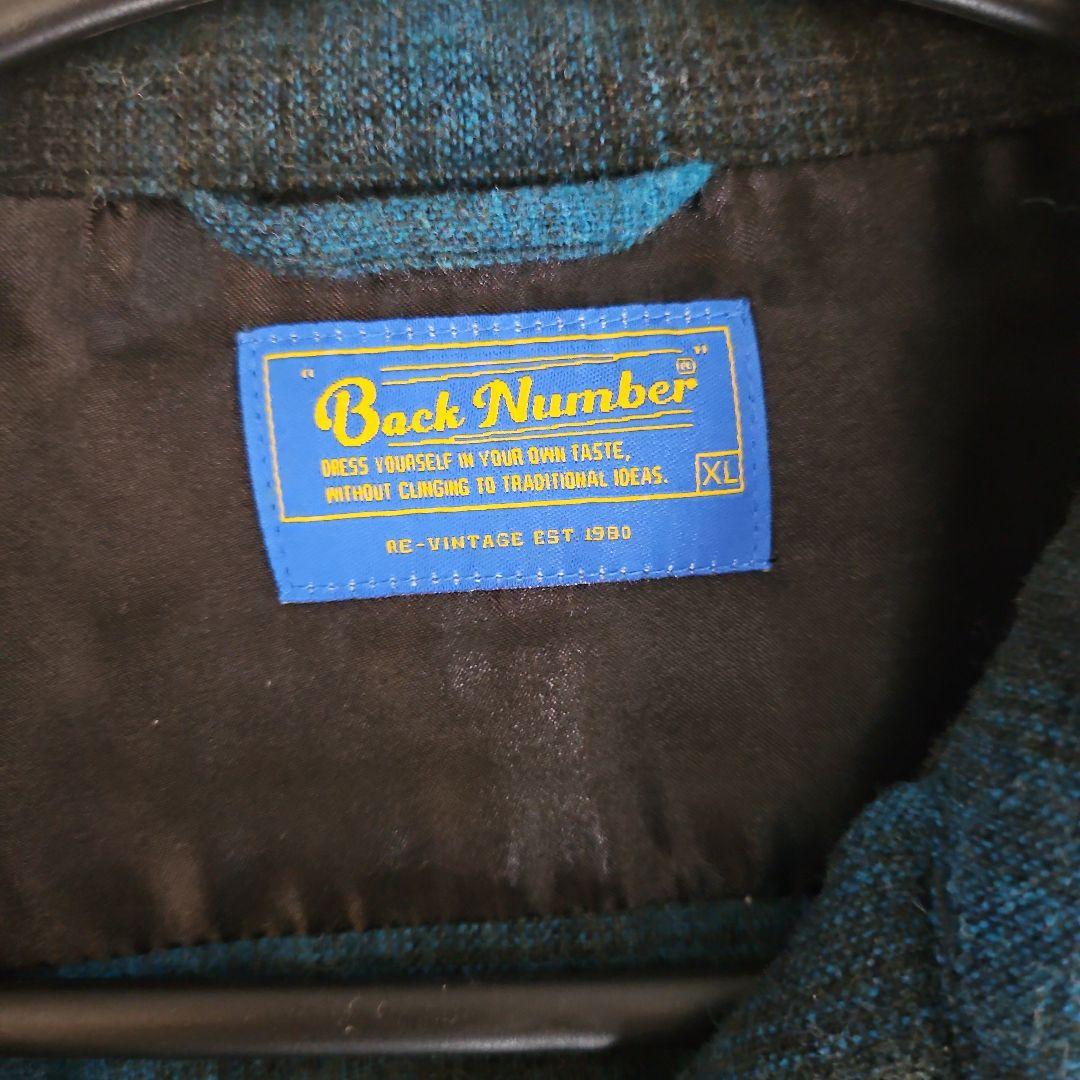 "Back Number" ®
DRESS YOURSELF IN YOUR OWN TASTE,
WITHOUT CLINGING TO TRADITIONAL IDEAS.
XL
RE-VINTAGE EST.1980